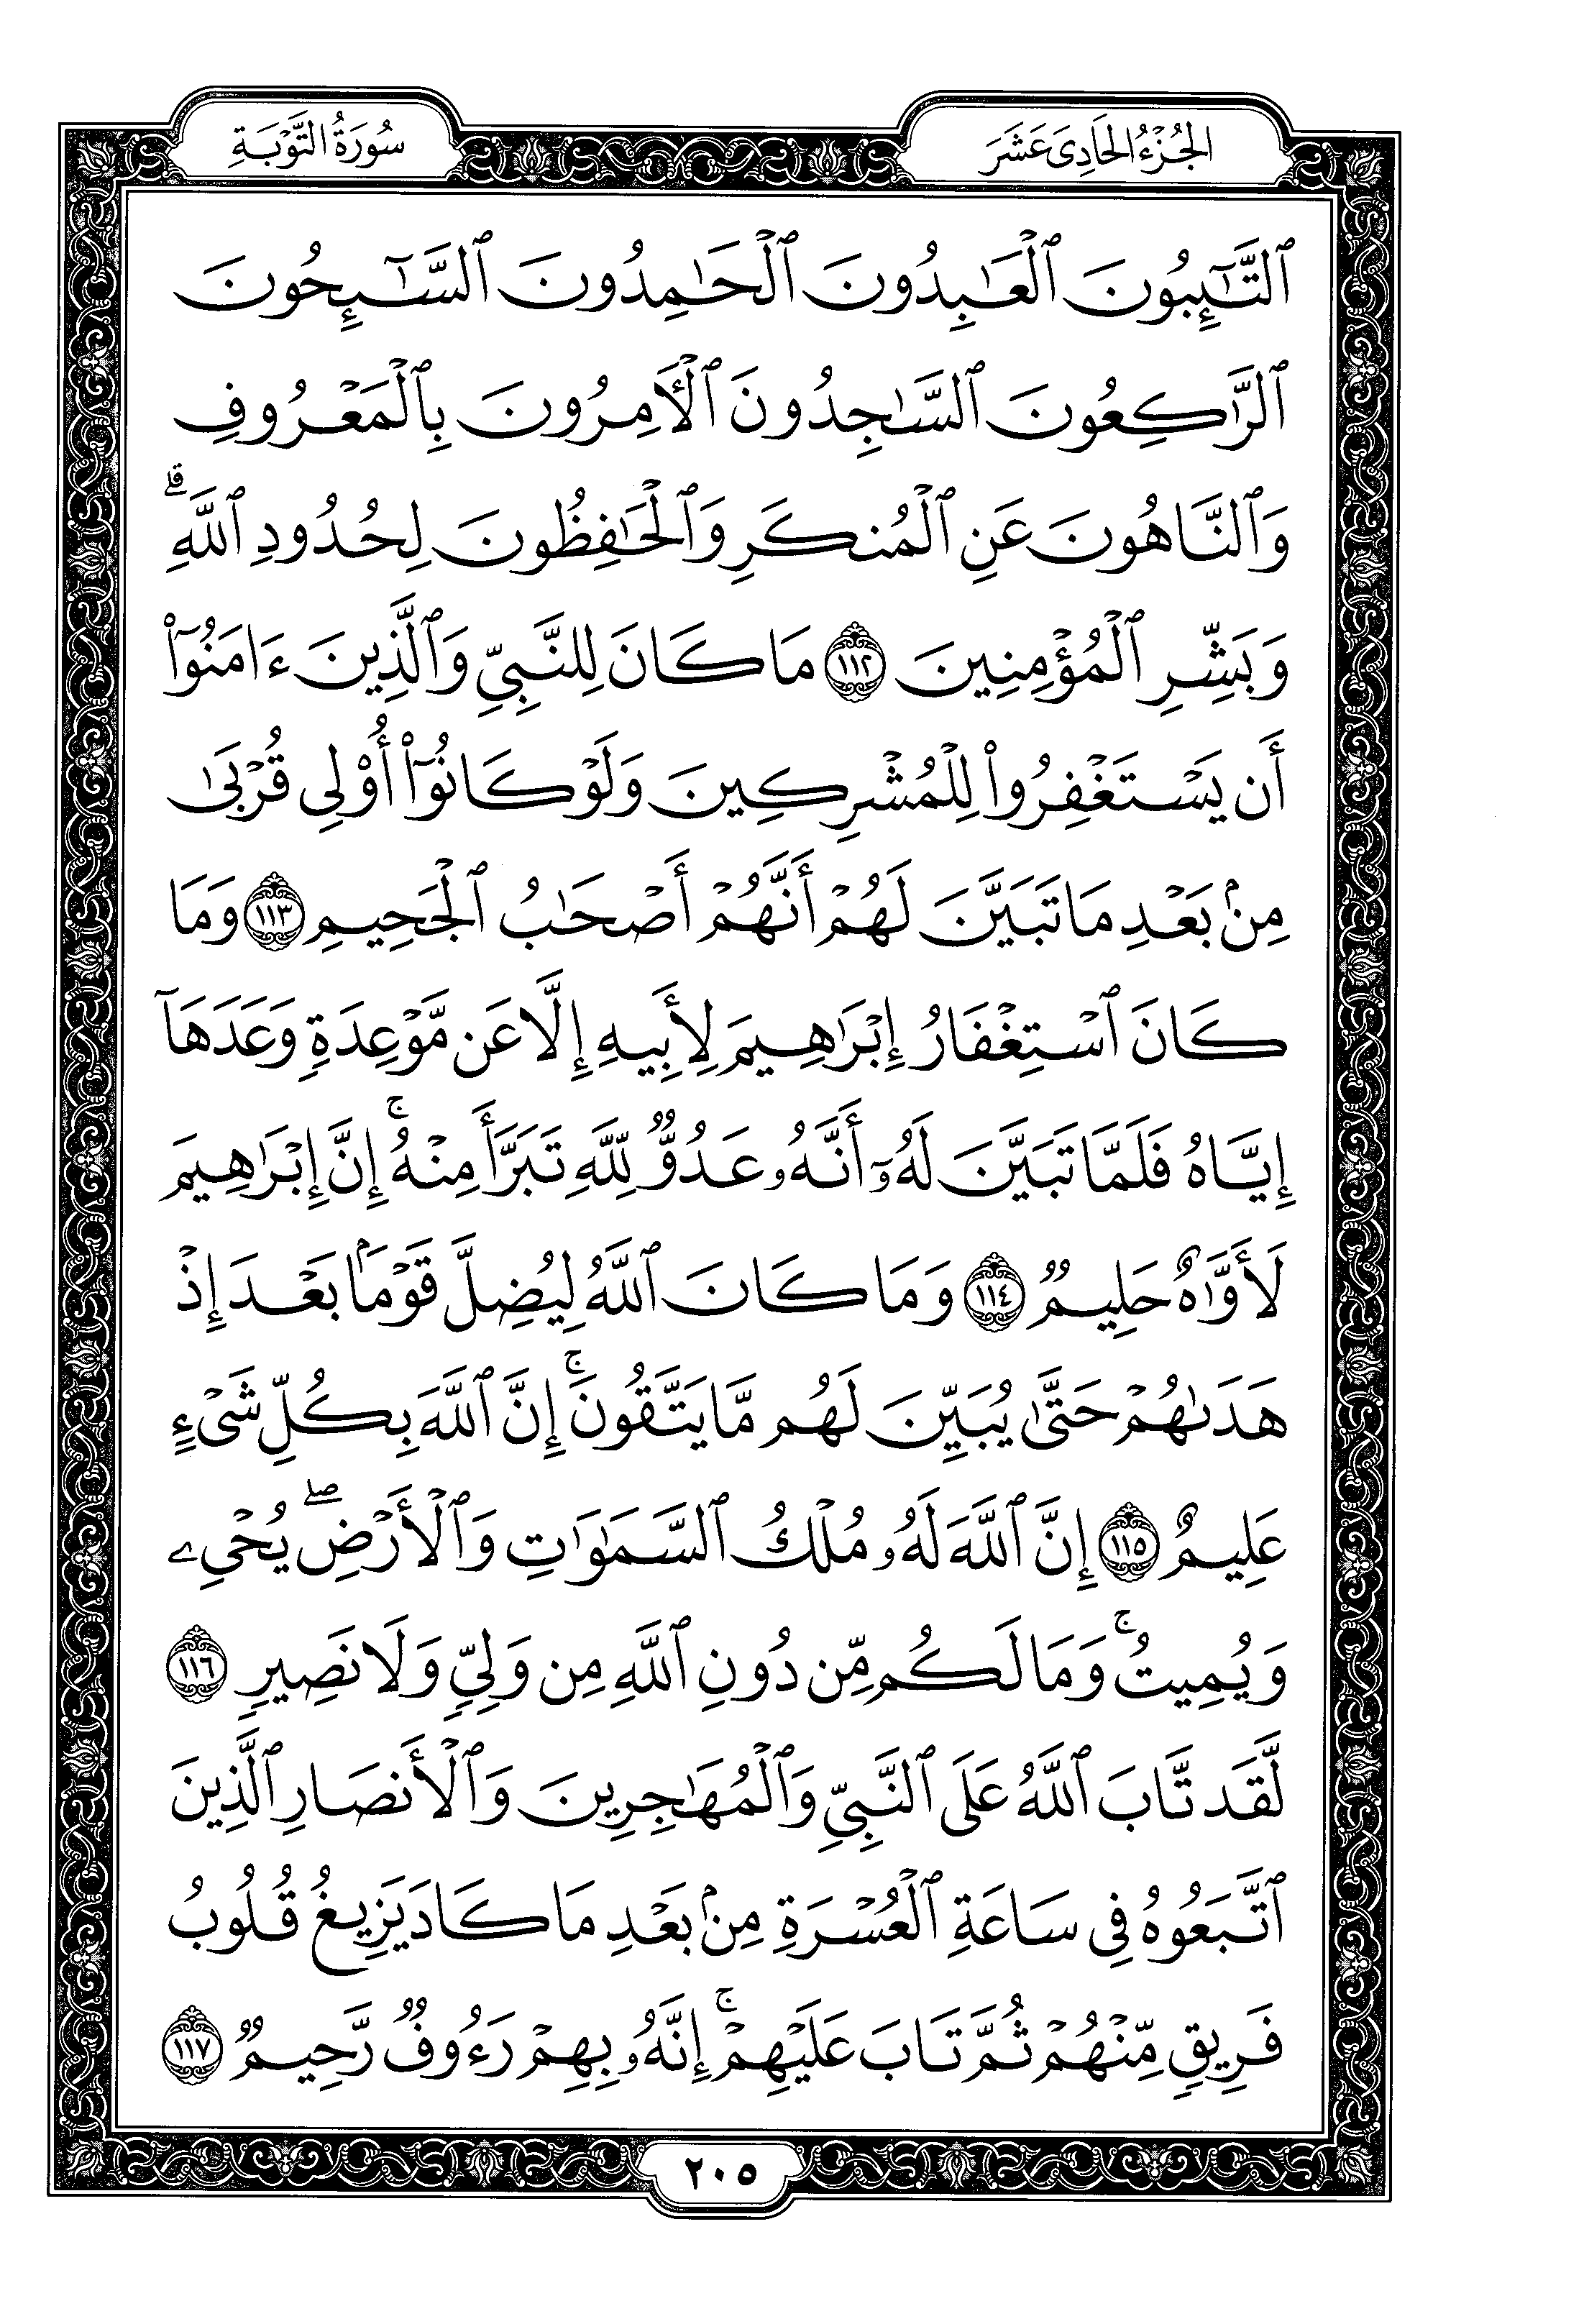 الجُزْءُ الحَادِىَ عَشَرَ
سُورَةُ التَّوْبَةِ
ٱلتَّٰٓئِبُونَ ٱلْعَٰبِدُونَ ٱلْحَٰمِدُونَ ٱلسَّٰٓئِحُونَ
ٱلرَّٰكِعُونَ ٱلسَّٰجِدُونَ ٱلْأٓمِرُونَ بِٱلْمَعْرُوفِ
وَٱلنَّاهُونَ عَنِ ٱلْمُنكَرِ وَٱلْحَٰفِظُونَ لِحُدُودِ ٱللَّهِۗ
وَبَشِّرِ ٱلْمُؤْمِنِينَ ١١٢ مَا كَانَ لِلنَّبِيِّ وَٱلَّذِينَ ءَامَنُوٓا۟
أَن يَسْتَغْفِرُوا۟ لِلْمُشْرِكِينَ وَلَوْ كَانُوٓا۟ أُو۟لِى قُرْبَىٰ
مِنۢ بَعْدِ مَا تَبَيَّنَ لَهُمْ أَنَّهُمْ أَصْحَٰبُ ٱلْجَحِيمِ ١١٣ وَمَا
كَانَ ٱسْتِغْفَارُ إِبْرَٰهِيمَ لِأَبِيهِ إِلَّا عَن مَّوْعِدَةٍ وَعَدَهَآ
إِيَّاهُ فَلَمَّا تَبَيَّنَ لَهُۥٓ أَنَّهُۥ عَدُوٌّ لِّلَّهِ تَبَرَّأَ مِنْهُۚ إِنَّ إِبْرَٰهِيمَ
لَأَوَّٰهٌ حَلِيمٌ ١١٤ وَمَا كَانَ ٱللَّهُ لِيُضِلَّ قَوْمًۢا بَعْدَ إِذْ
هَدَىٰهُمْ حَتَّىٰ يُبَيِّنَ لَهُم مَّا يَتَّقُونَۚ إِنَّ ٱللَّهَ بِكُلِّ شَىْءٍ
عَلِيمٌ ١١٥ إِنَّ ٱللَّهَ لَهُۥ مُلْكُ ٱلسَّمَٰوَٰتِ وَٱلْأَرْضِۖ يُحْىِۦ
وَيُمِيتُۚ وَمَا لَكُم مِّن دُونِ ٱللَّهِ مِن وَلِىٍّ وَلَا نَصِيرٍ ١١٦
لَّقَد تَّابَ ٱللَّهُ عَلَى ٱلنَّبِىِّ وَٱلْمُهَٰجِرِينَ وَٱلْأَنصَارِ ٱلَّذِينَ
ٱتَّبَعُوهُ فِى سَاعَةِ ٱلْعُسْرَةِ مِنۢ بَعْدِ مَا كَادَ يَزِيغُ قُلُوبُ
فَرِيقٍ مِّنْهُمْ ثُمَّ تَابَ عَلَيْهِمْۚ إِنَّهُۥ بِهِمْ رَءُوفٌ رَّحِيمٌ ١١٧
٢٠٥